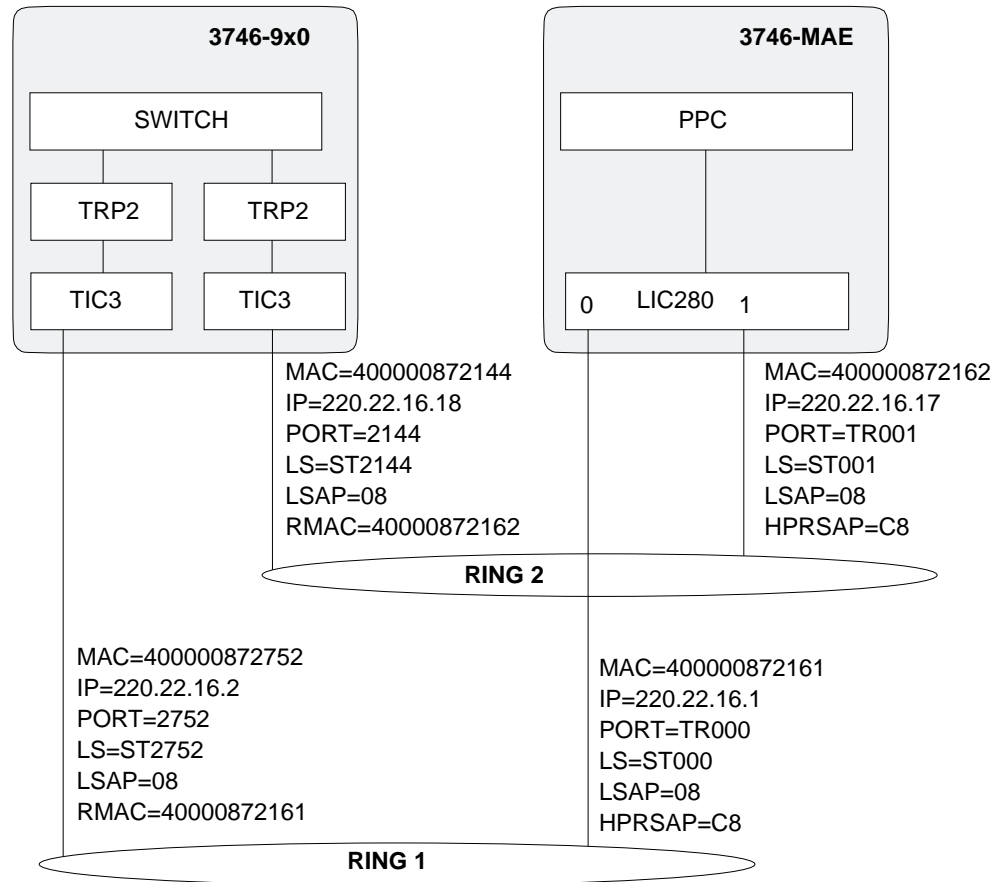 3746-9x0
3746-MAE
SWITCH
PPC
TRP2
TRP2
TIC3
TIC3
0
LIC280
1
MAC=400000872144
IP=220.22.16.18
PORT=2144
LS=ST2144
LSAP=08
RMAC=40000872162
MAC=400000872162
IP=220.22.16.17
PORT=TR001
LS=ST001
LSAP=08
HPRSAP=C8
RING 2
MAC=400000872752
IP=220.22.16.2
PORT=2752
LS=ST2752
LSAP=08
RMAC=40000872161
MAC=400000872161
IP=220.22.16.1
PORT=TR000
LS=ST000
LSAP=08
HPRSAP=C8
RING 1